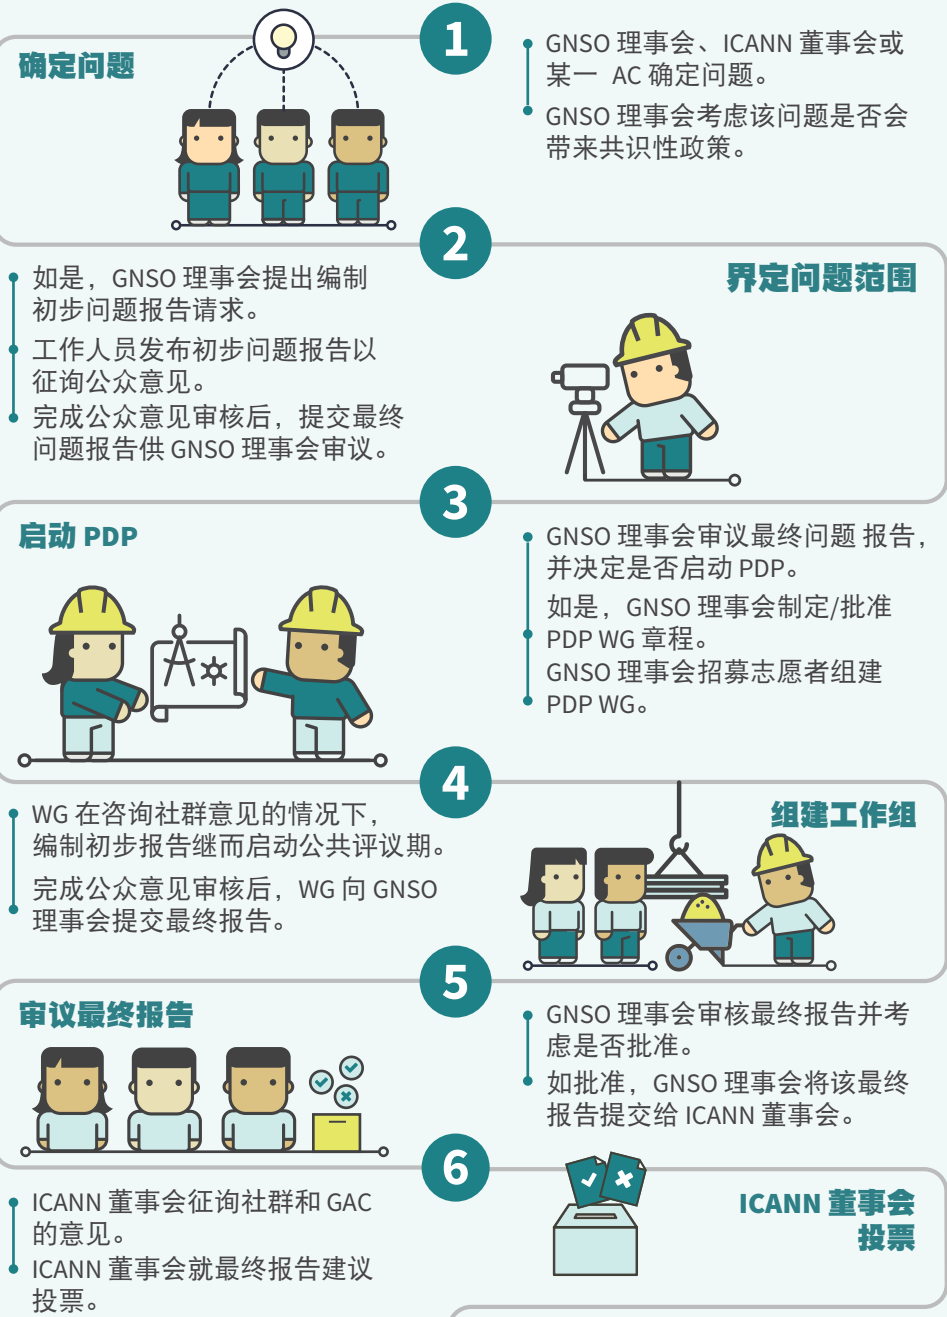 1
确定问题
GNSO 理事会、ICANN 董事会或
某一 AC 确定问题。
GNSO 理事会考虑该问题是否会
带来共识性政策。
2
界定问题范围
如是，GNSO 理事会提出编制
初步问题报告请求。
工作人员发布初步问题报告以
征询公众意见。
完成公众意见审核后，提交最终
问题报告供 GNSO 理事会审议。
3
启动 PDP
GNSO 理事会审议最终问题 报告，
并决定是否启动 PDP。
如是，GNSO 理事会制定/批准
PDP WG 章程。
GNSO 理事会招募志愿者组建
PDP WG。
4
组建工作组
WG 在咨询社群意见的情况下，
编制初步报告继而启动公共评议期。
完成公众意见审核后，WG 向 GNSO
理事会提交最终报告。
5
审议最终报告
GNSO 理事会审核最终报告并考
虑是否批准。
如批准，GNSO 理事会将该最终
报告提交给 ICANN 董事会。
6
ICANN 董事会
投票
ICANN 董事会征询社群和 GAC
的意见。
ICANN 董事会就最终报告建议
投票。